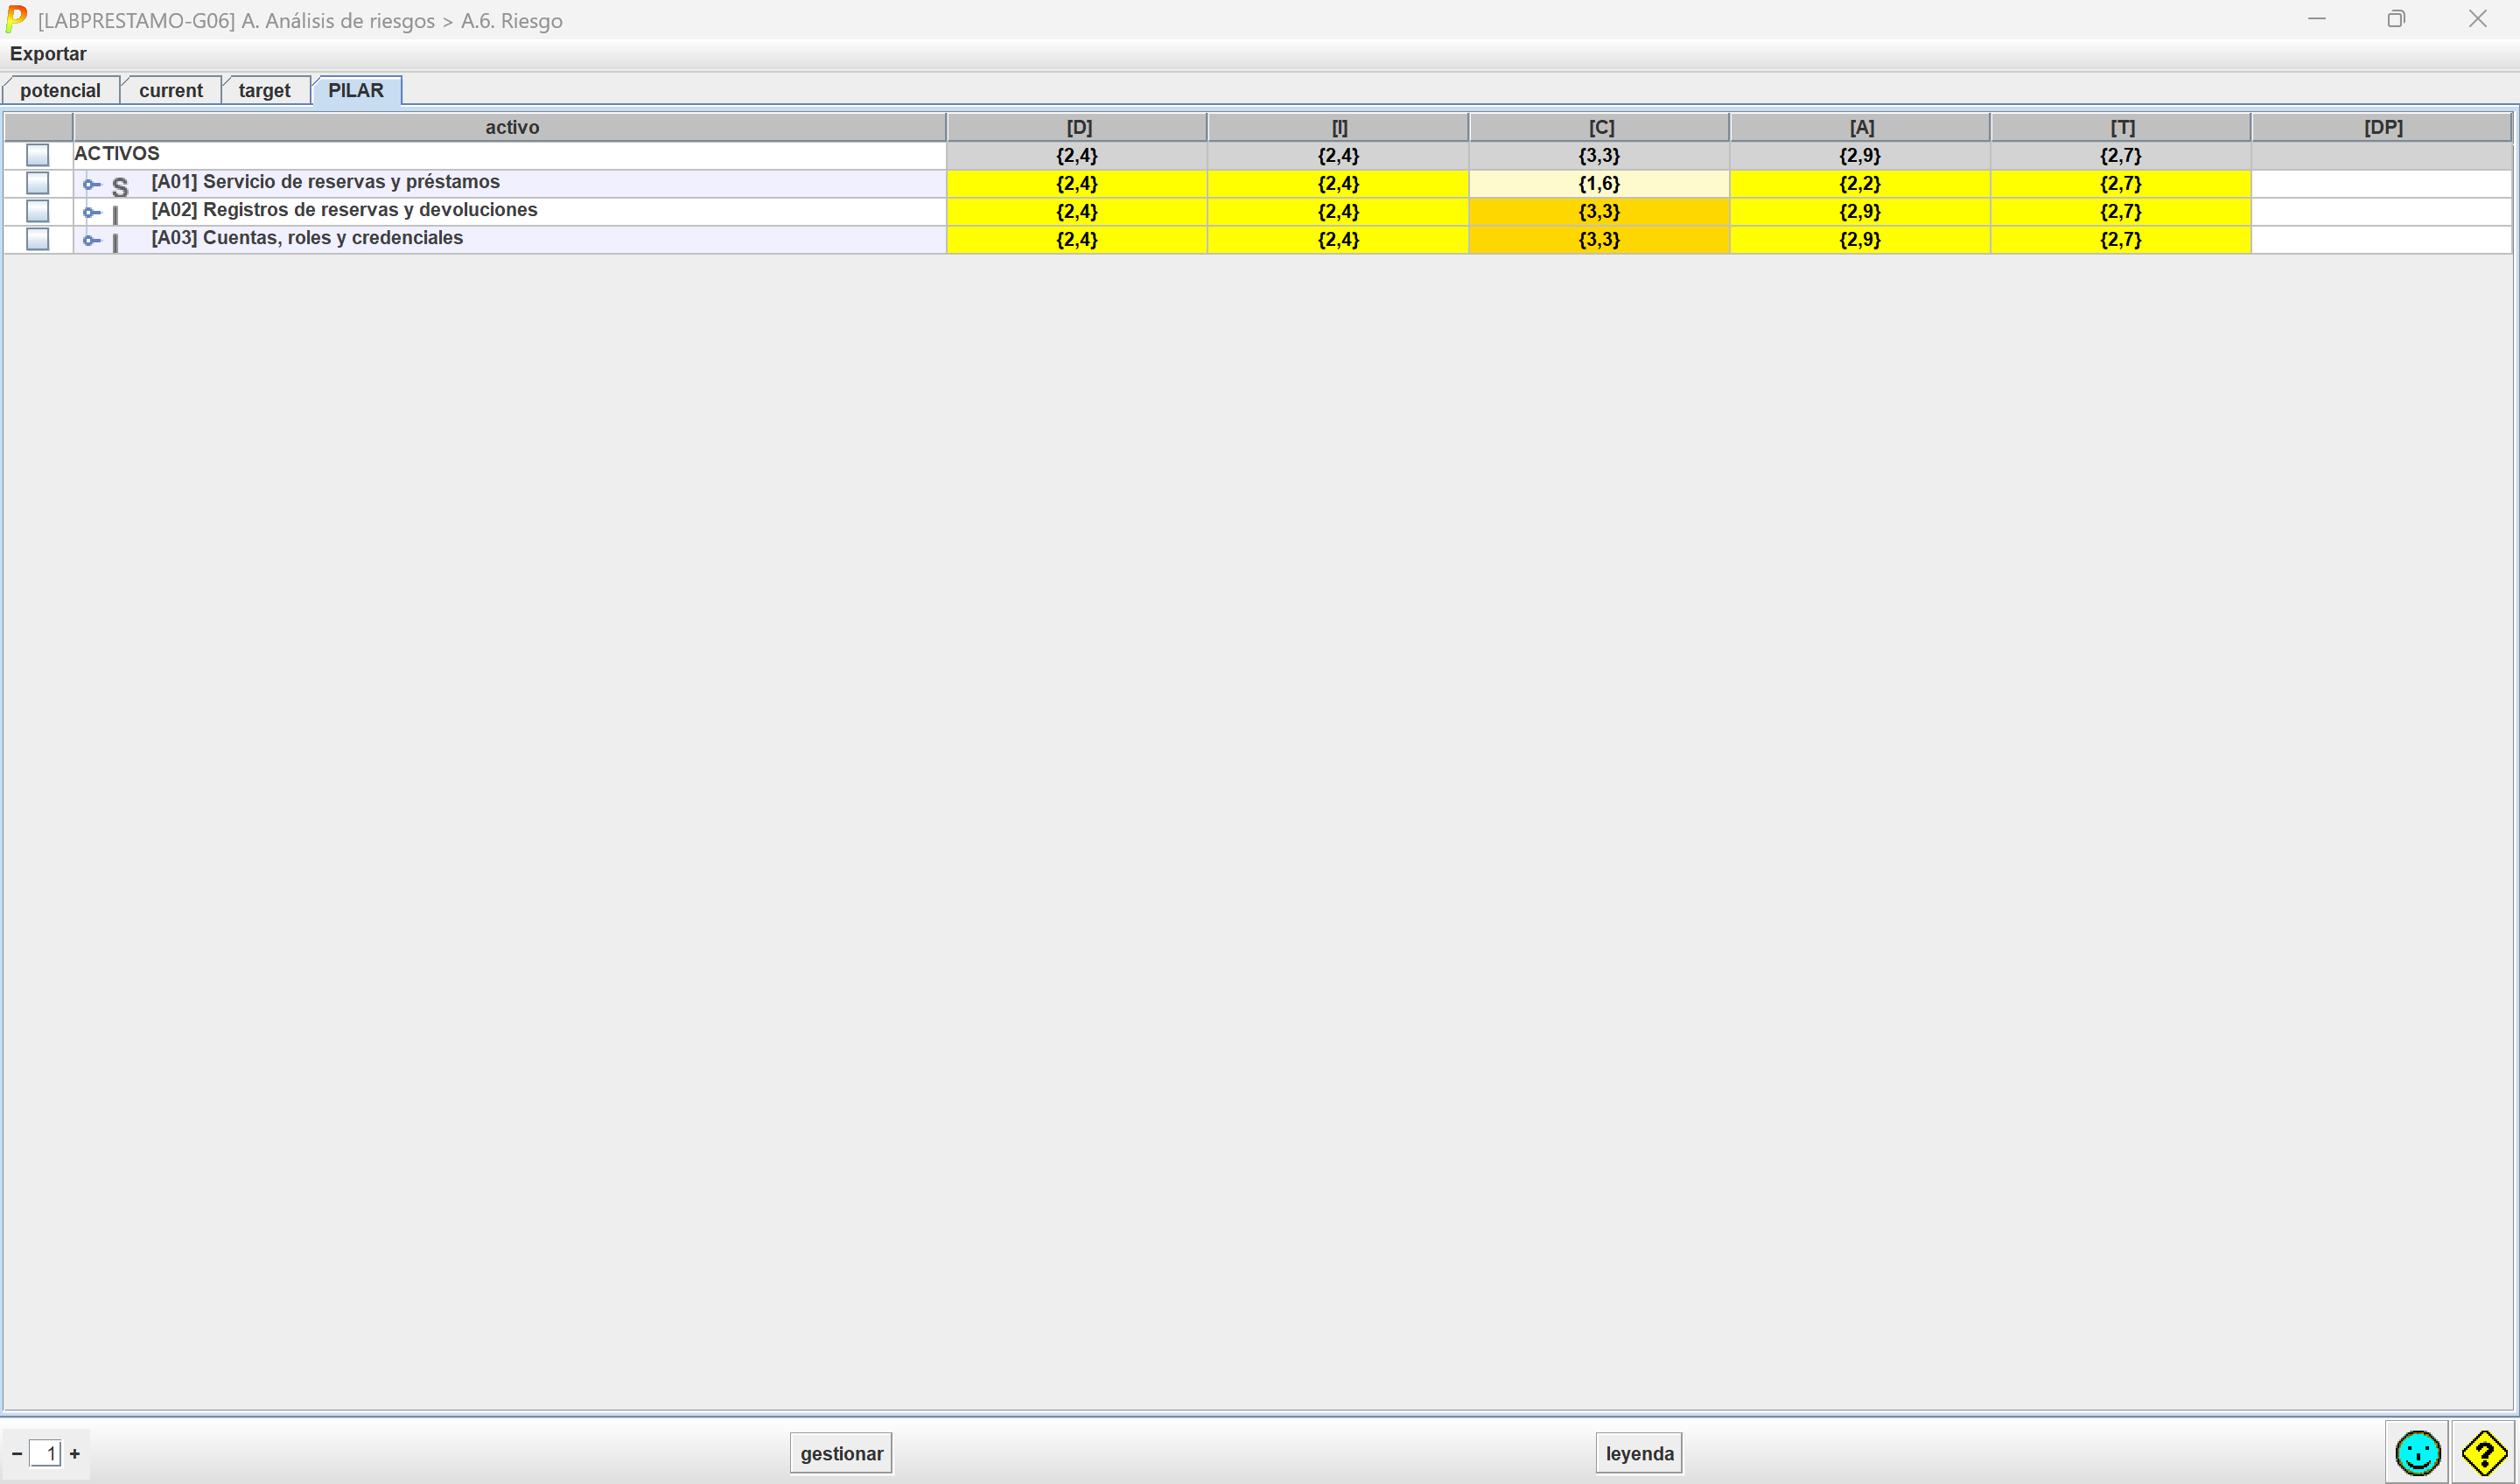 [LABPRESTAMO-G06] A. Análisis de riesgos > A.6. Riesgo
Exportar
potencial current target PILAR
activo [D] [I] [C] [A] [T] [DP]
ACTIVOS {2,4} {2,4} {3,3} {2,9} {2,7}
S [A01] Servicio de reservas y préstamos {2,4} {2,4} {1,6} {2,2} {2,7}
I [A02] Registros de reservas y devoluciones {2,4} {2,4} {3,3} {2,9} {2,7}
I [A03] Cuentas, roles y credenciales {2,4} {2,4} {3,3} {2,9} {2,7}
- 1 + gestionar leyenda ?